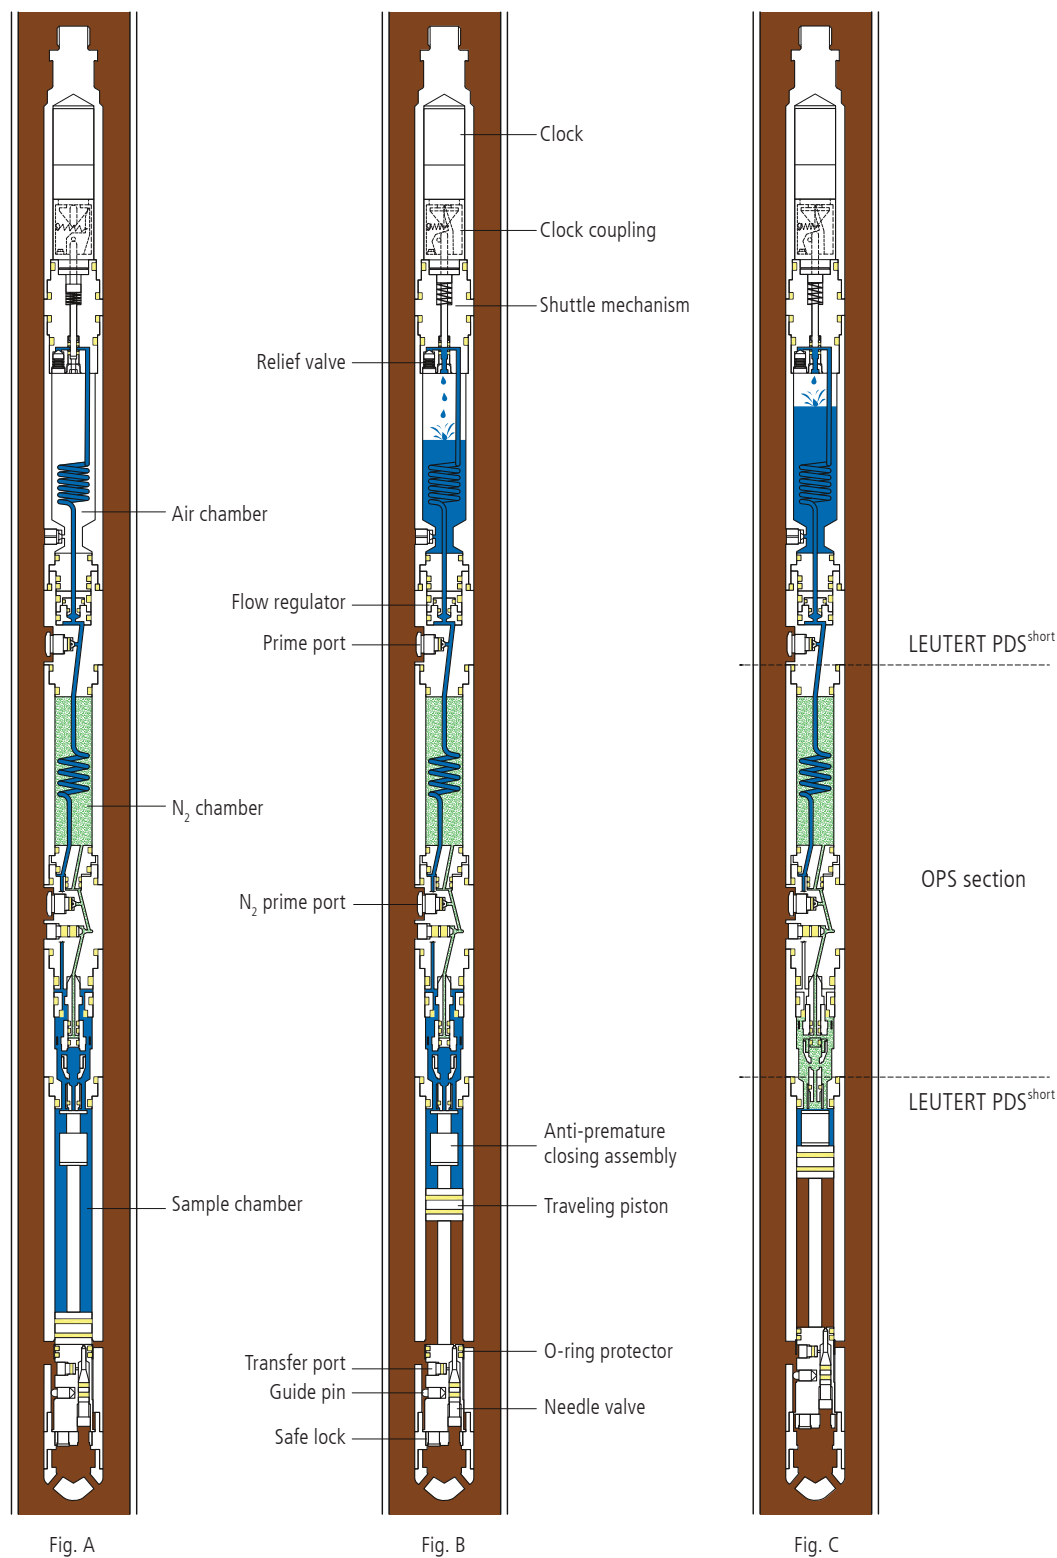 Clock
Clock coupling
Shuttle mechanism
Relief valve
Air chamber
Flow regulator
Prime port
LEUTERT PDSshort
N2 chamber
OPS section
N2 prime port
LEUTERT PDSshort
Anti-premature
closing assembly
Sample chamber
Traveling piston
O-ring protector
Transfer port
Guide pin
Needle valve
Safe lock
Fig. A
Fig. B
Fig. C